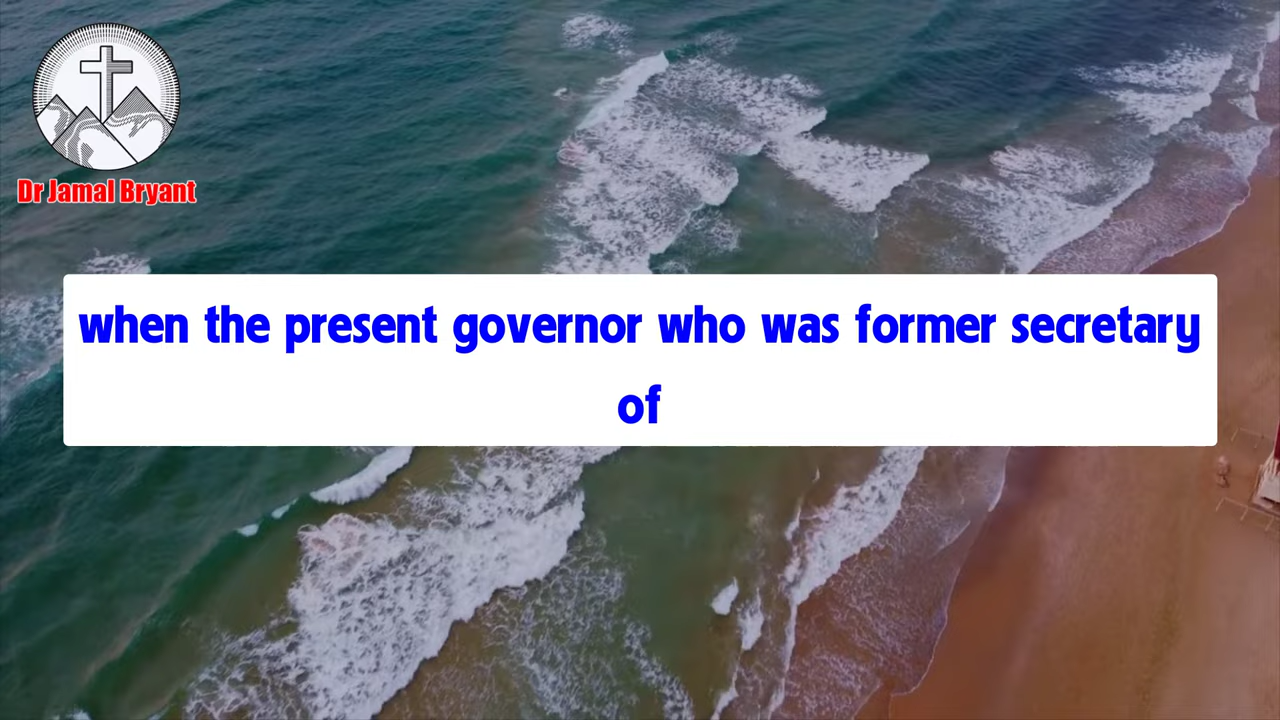 Dr Jamal Bryant
when the present governor who was former secretary
of